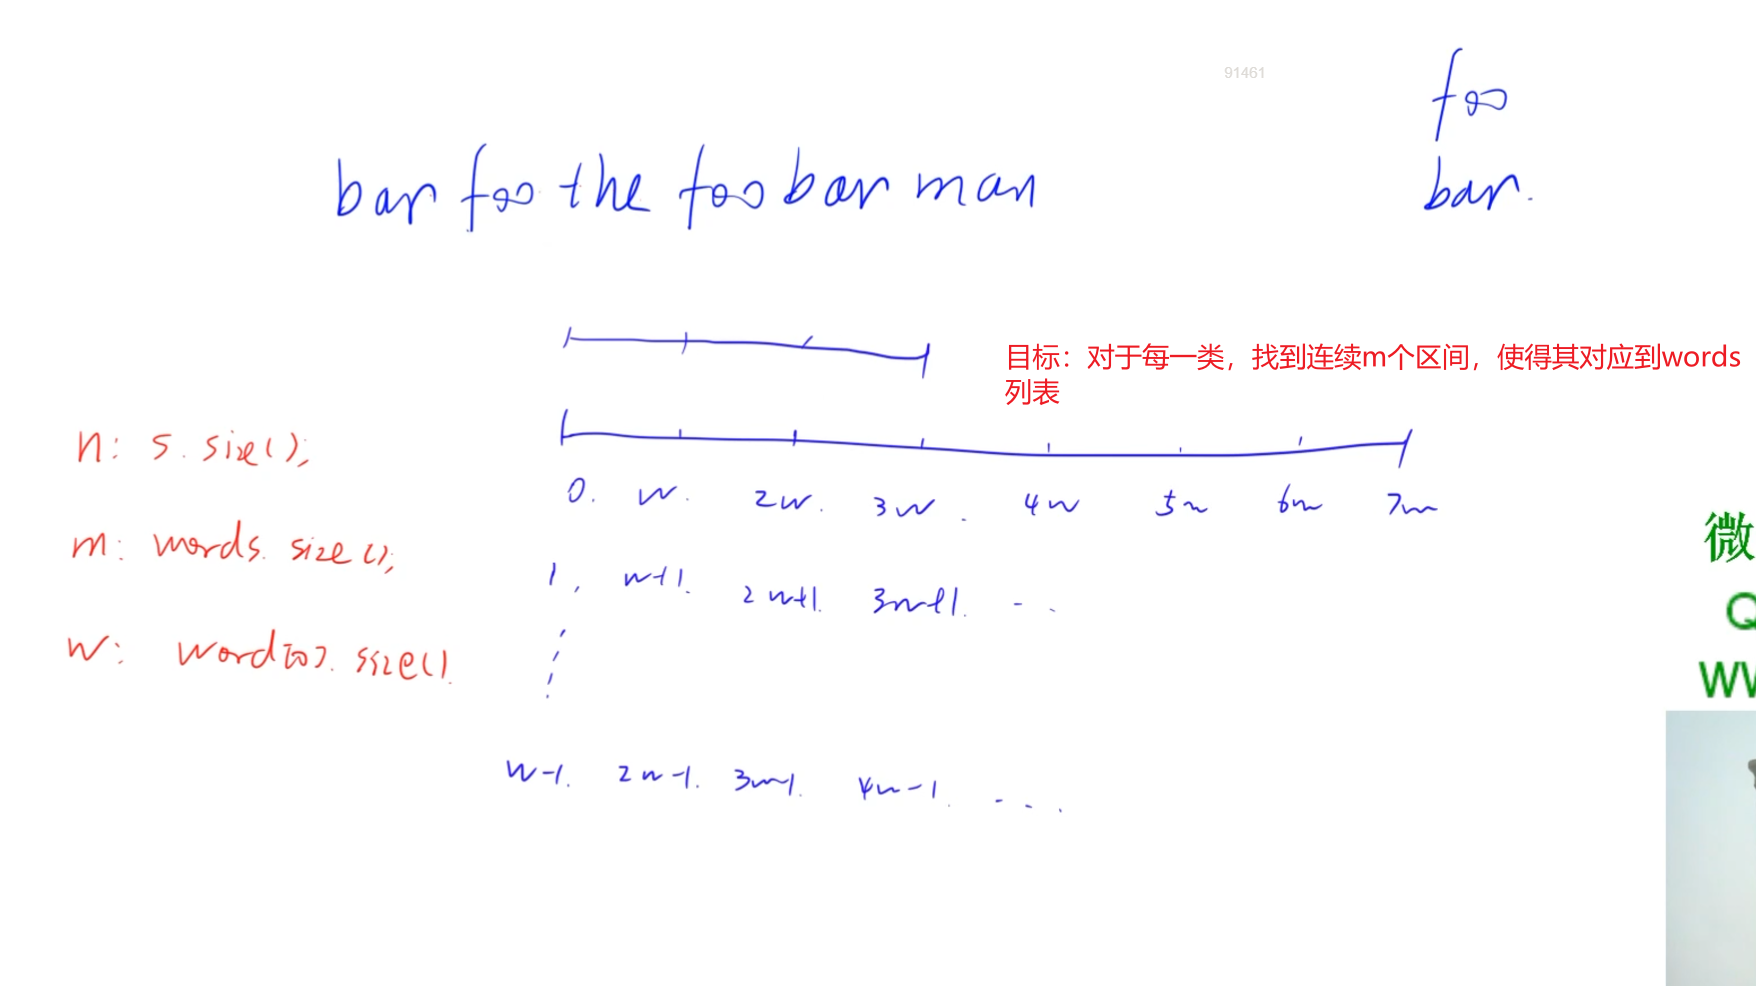 91461
foo
bar.
bar foo the foo bar man
目标：对于每一类，找到连续m个区间，使得其对应到words
列表
n: s.size();
m: words.size();
w: word[0].size().
0. w. 2w. 3w. 4w 5w 6w 7w
1, w+1. 2w+1. 3w+1. - - .
w-1. 2w-1. 3w-1. 4w-1. - - .
微
Q